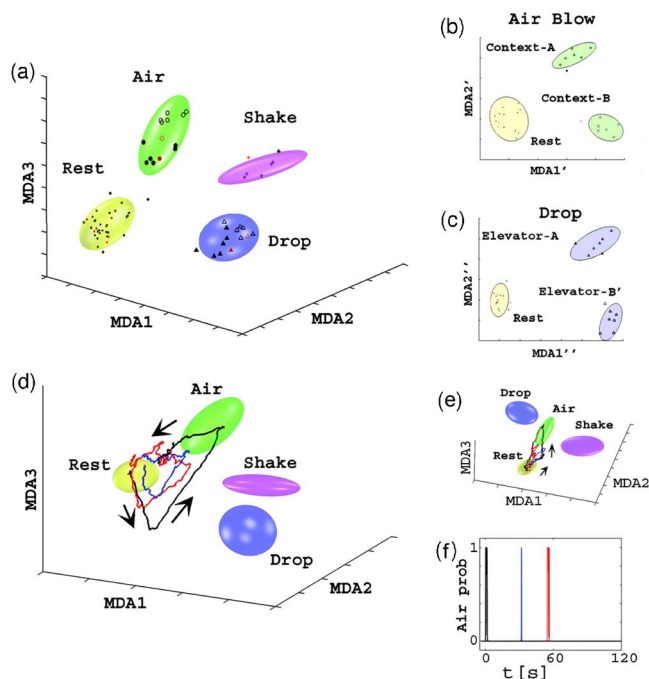 (a)
Air
Shake
Rest
Drop
MDA3
MDA1
MDA2
(b)
Air Blow
Context-A
Context-B
Rest
MDA2'
MDA1'
(c)
Drop
Elevator-A
Elevator-B'
Rest
MDA2''
MDA1''
(d)
Air
Rest
Shake
Drop
MDA3
MDA1
MDA2
(e)
Drop
Air
Shake
Rest
MDA3
MDA1
MDA2
(f)
Air prob
1
0
0 60 120
t[s]